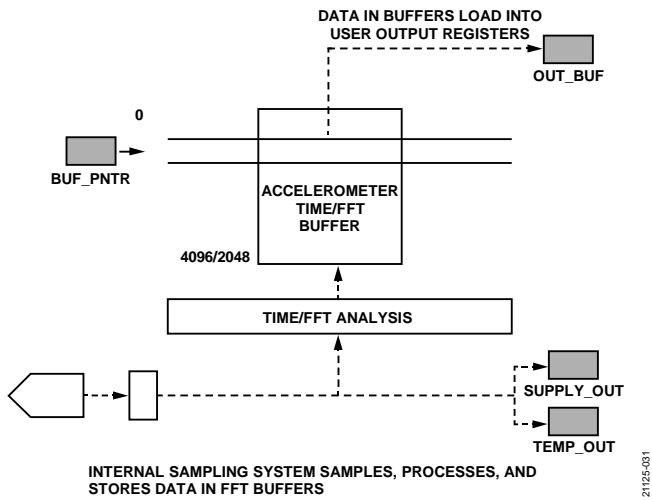 DATA IN BUFFERS LOAD INTO
USER OUTPUT REGISTERS
OUT_BUF
0
BUF_PNTR
ACCELEROMETER
TIME/FFT
BUFFER
4096/2048
TIME/FFT ANALYSIS
SUPPLY_OUT
TEMP_OUT
INTERNAL SAMPLING SYSTEM SAMPLES, PROCESSES, AND
STORES DATA IN FFT BUFFERS
21125-031